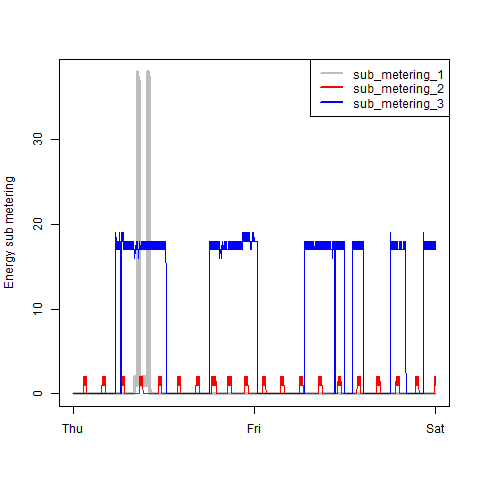 sub_metering_1
sub_metering_2
sub_metering_3
Energy sub metering
30
20
10
0
Thu Fri Sat